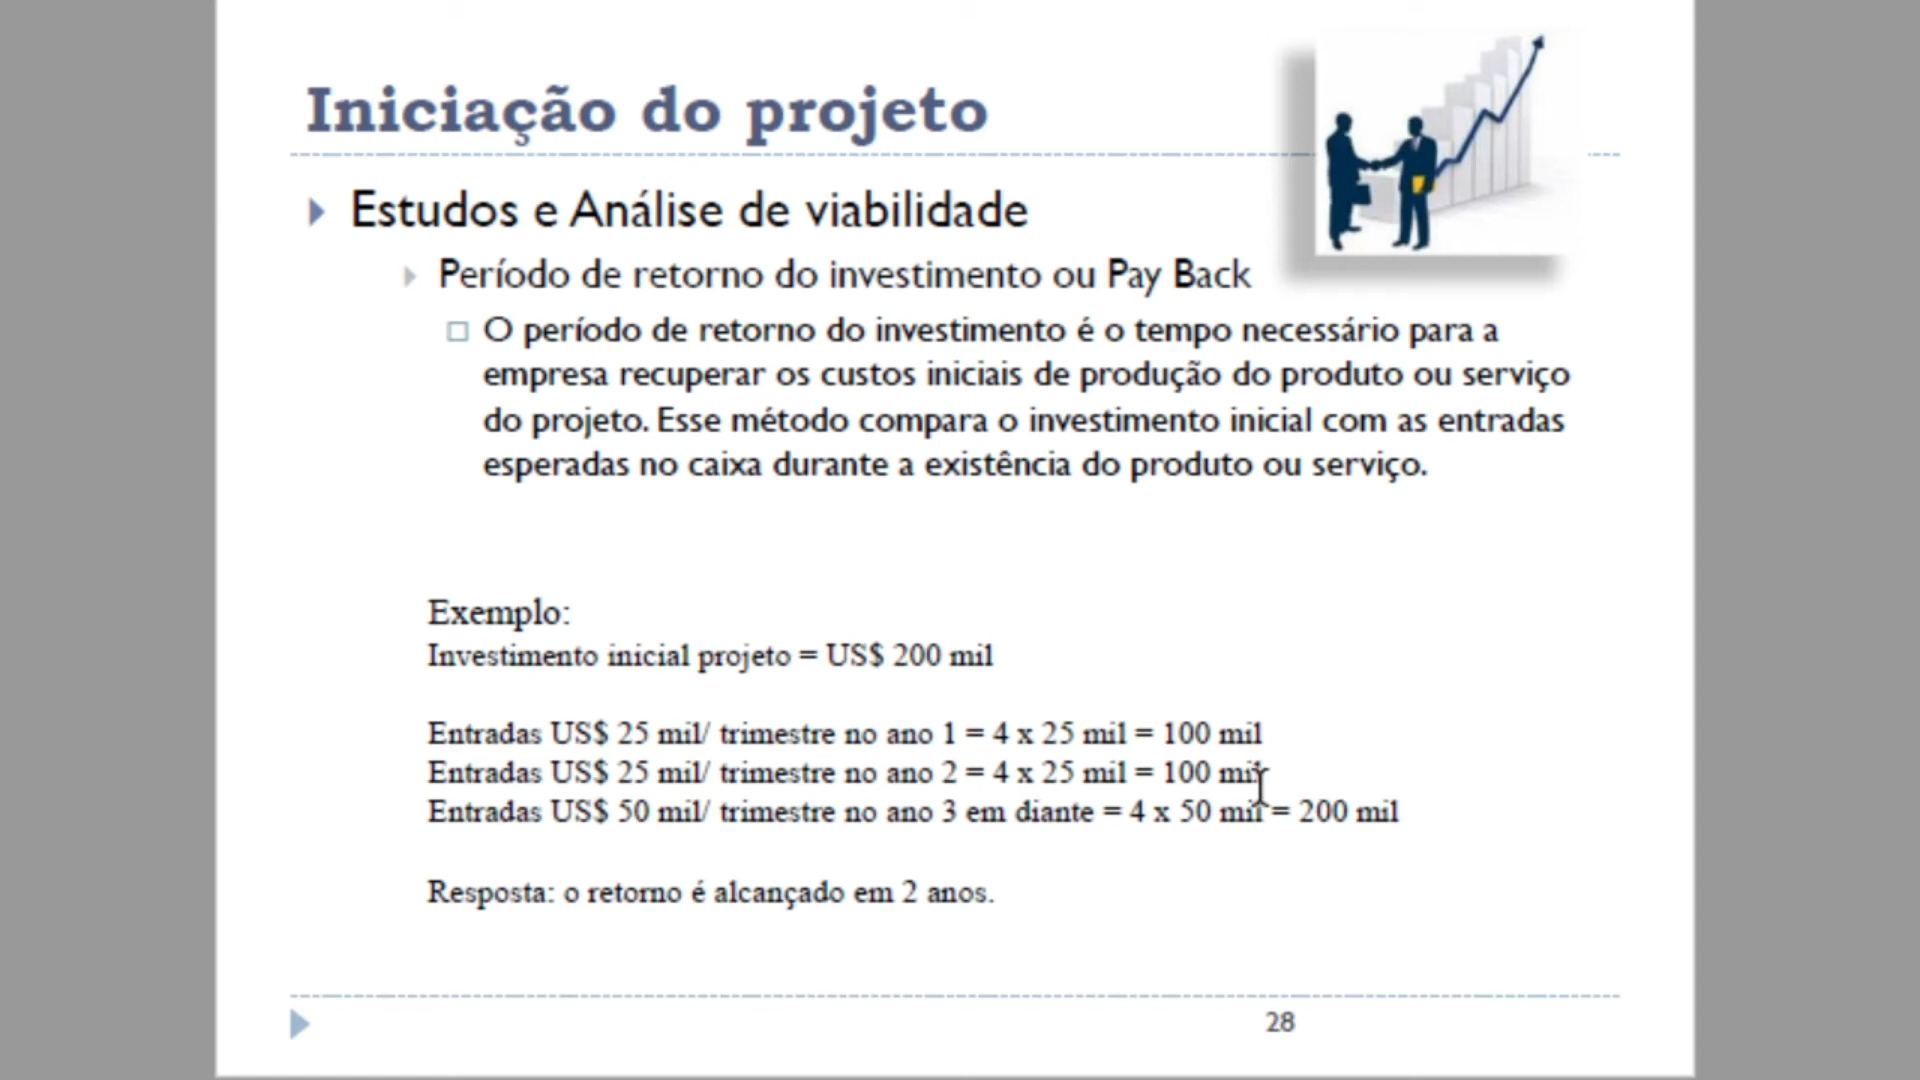 Iniciação do projeto
Estudos e Análise de viabilidade
Período de retorno do investimento ou Pay Back
O período de retorno do investimento é o tempo necessário para a
empresa recuperar os custos iniciais de produção do produto ou serviço
do projeto. Esse método compara o investimento inicial com as entradas
esperadas no caixa durante a existência do produto ou serviço.
Exemplo:
Investimento inicial projeto = US$ 200 mil
Entradas US$ 25 mil/ trimestre no ano 1 = 4 x 25 mil = 100 mil
Entradas US$ 25 mil/ trimestre no ano 2 = 4 x 25 mil = 100 mil
Entradas US$ 50 mil/ trimestre no ano 3 em diante = 4 x 50 mil = 200 mil
Resposta: o retorno é alcançado em 2 anos.
28